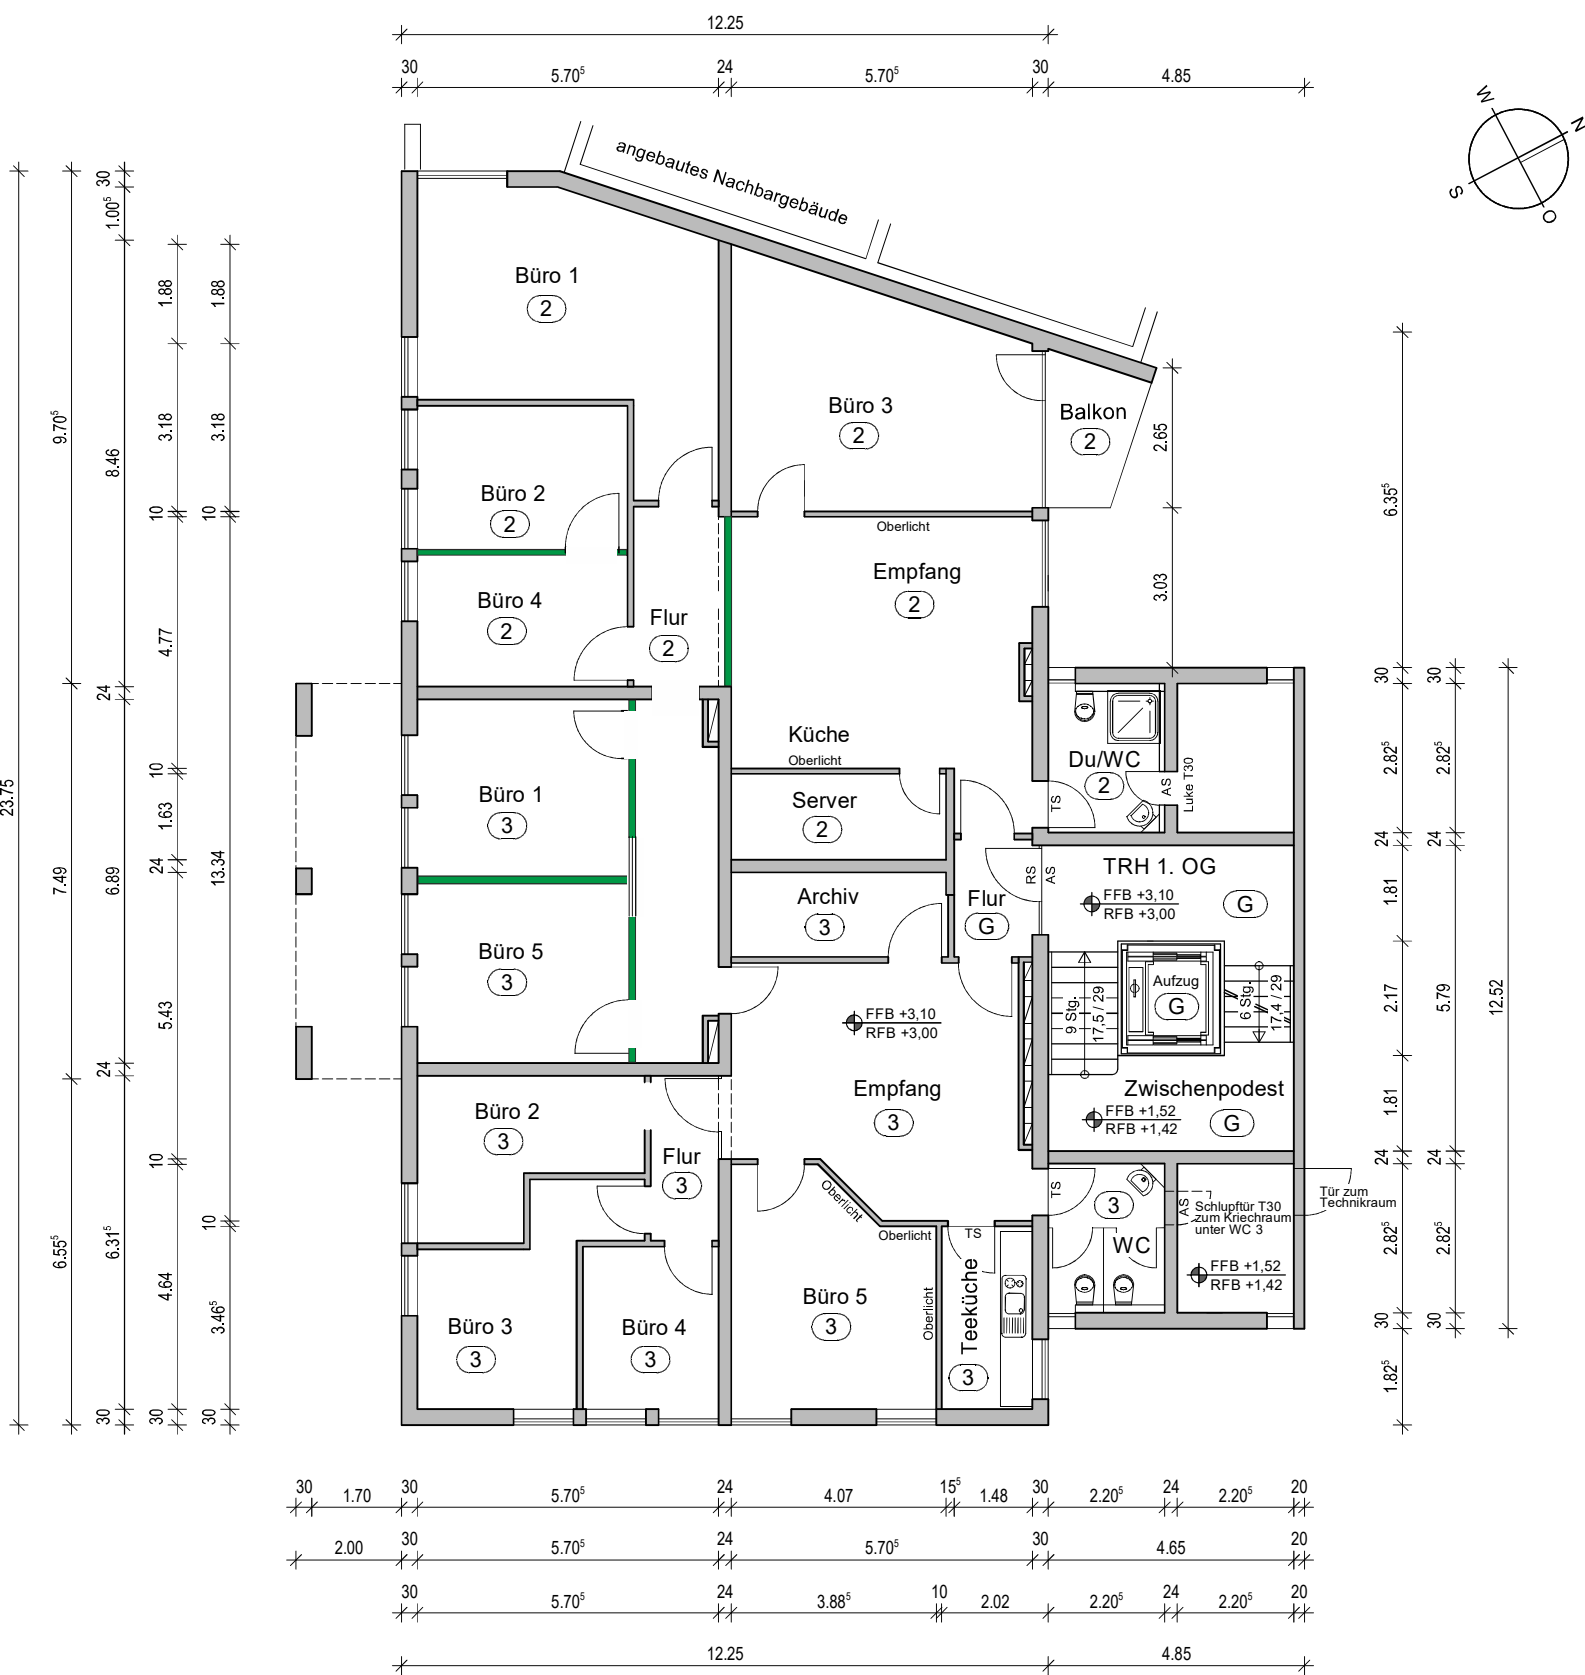 12.25
30 5.70⁵ 24 5.70⁵ 30 4.85
W
N
S
O
angebautes Nachbargebäude
Büro 1
2
Büro 2
2
Büro 4
2
Flur
2
Büro 3
2
Balkon
2
Oberlicht
Empfang
2
Küche
Oberlicht
Server
2
Du/WC
2
TS
AS
Luke T30
Büro 1
3
Büro 5
3
Archiv
3
Flur
G
RS
AS
TRH 1. OG
FFB +3,10
RFB +3,00
G
Aufzug
G
9 Stg.
17,5 / 29
6 Stg.
17,4 / 29
FFB +3,10
RFB +3,00
Empfang
3
Zwischenpodest
FFB +1,52
RFB +1,42
G
Büro 2
3
Flur
3
Büro 3
3
Büro 4
3
Büro 5
3
Oberlicht
Oberlicht
Oberlicht
TS
Teeküche
3
TS
3
WC
AS
Schlupftür T30
zum Kriechraum
unter WC 3
Tür zum
Technikraum
FFB +1,52
RFB +1,42
23.75
9.70⁵
7.49
6.55⁵
30
1.00⁵
8.46
24
6.89
24
6.31⁵
30
1.88
3.18
10
4.77
10
1.63
24
5.43
10
4.64
30
1.88
3.18
10
13.34
10
3.46⁵
30
2.65
3.03
6.35⁵
30
2.82⁵
24
1.81
2.17
1.81
24
2.82⁵
30
1.82⁵
30
2.82⁵
24
5.79
24
2.82⁵
30
12.52
30 1.70 30 5.70⁵ 24 4.07 15⁵ 1.48 30 2.20⁵ 24 2.20⁵ 20
2.00 30 5.70⁵ 24 5.70⁵ 30 4.65 20
30 5.70⁵ 24 3.88⁵ 10 2.02 2.20⁵ 24 2.20⁵ 20
12.25 4.85